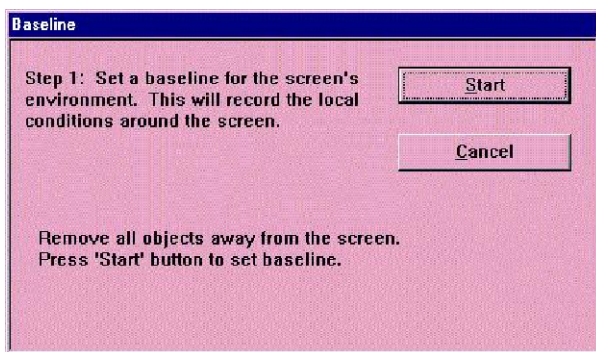 Baseline
Step 1: Set a baseline for the screen's
environment. This will record the local
conditions around the screen.
Start
Cancel
Remove all objects away from the screen.
Press 'Start' button to set baseline.